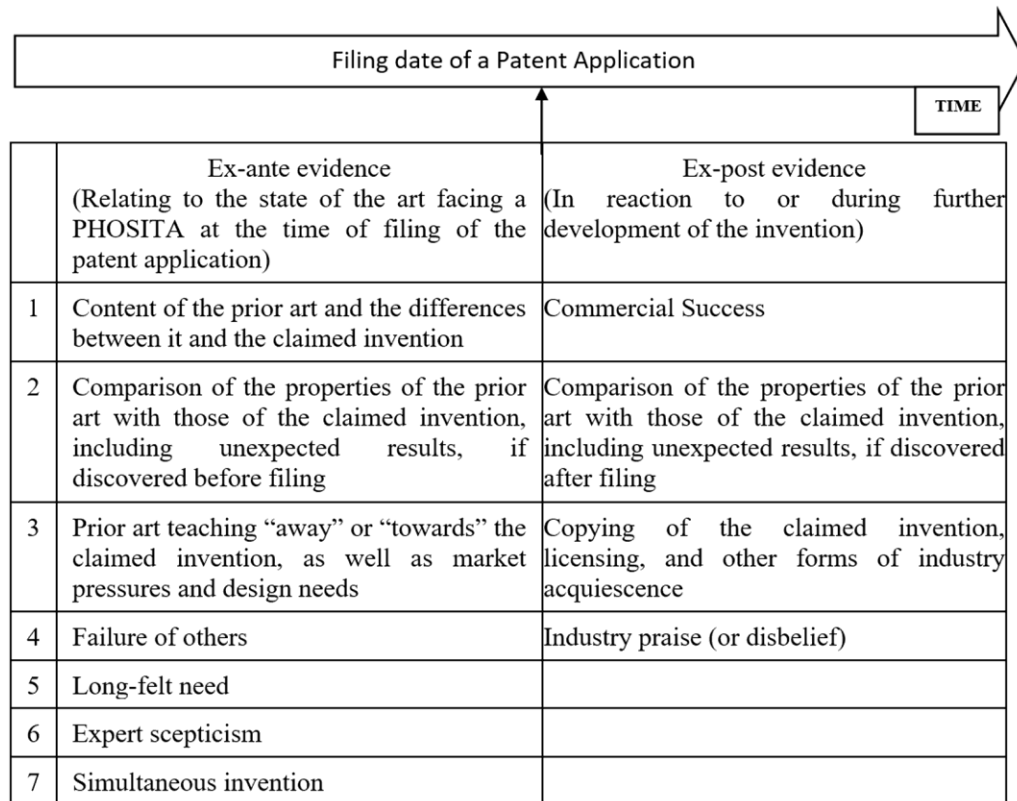 Filing date of a Patent Application
TIME
Ex-ante evidence
(Relating to the state of the art facing a
PHOSITA at the time of filing of the
patent application)
Ex-post evidence
(In reaction to or during further
development of the invention)
1
Content of the prior art and the differences
between it and the claimed invention
Commercial Success
2
Comparison of the properties of the prior
art with those of the claimed invention,
including unexpected results, if
discovered before filing
Comparison of the properties of the prior
art with those of the claimed invention,
including unexpected results, if discovered
after filing
3
Prior art teaching “away” or “towards” the
claimed invention, as well as market
pressures and design needs
Copying of the claimed invention,
licensing, and other forms of industry
acquiescence
4
Failure of others
Industry praise (or disbelief)
5
Long-felt need
6
Expert scepticism
7
Simultaneous invention